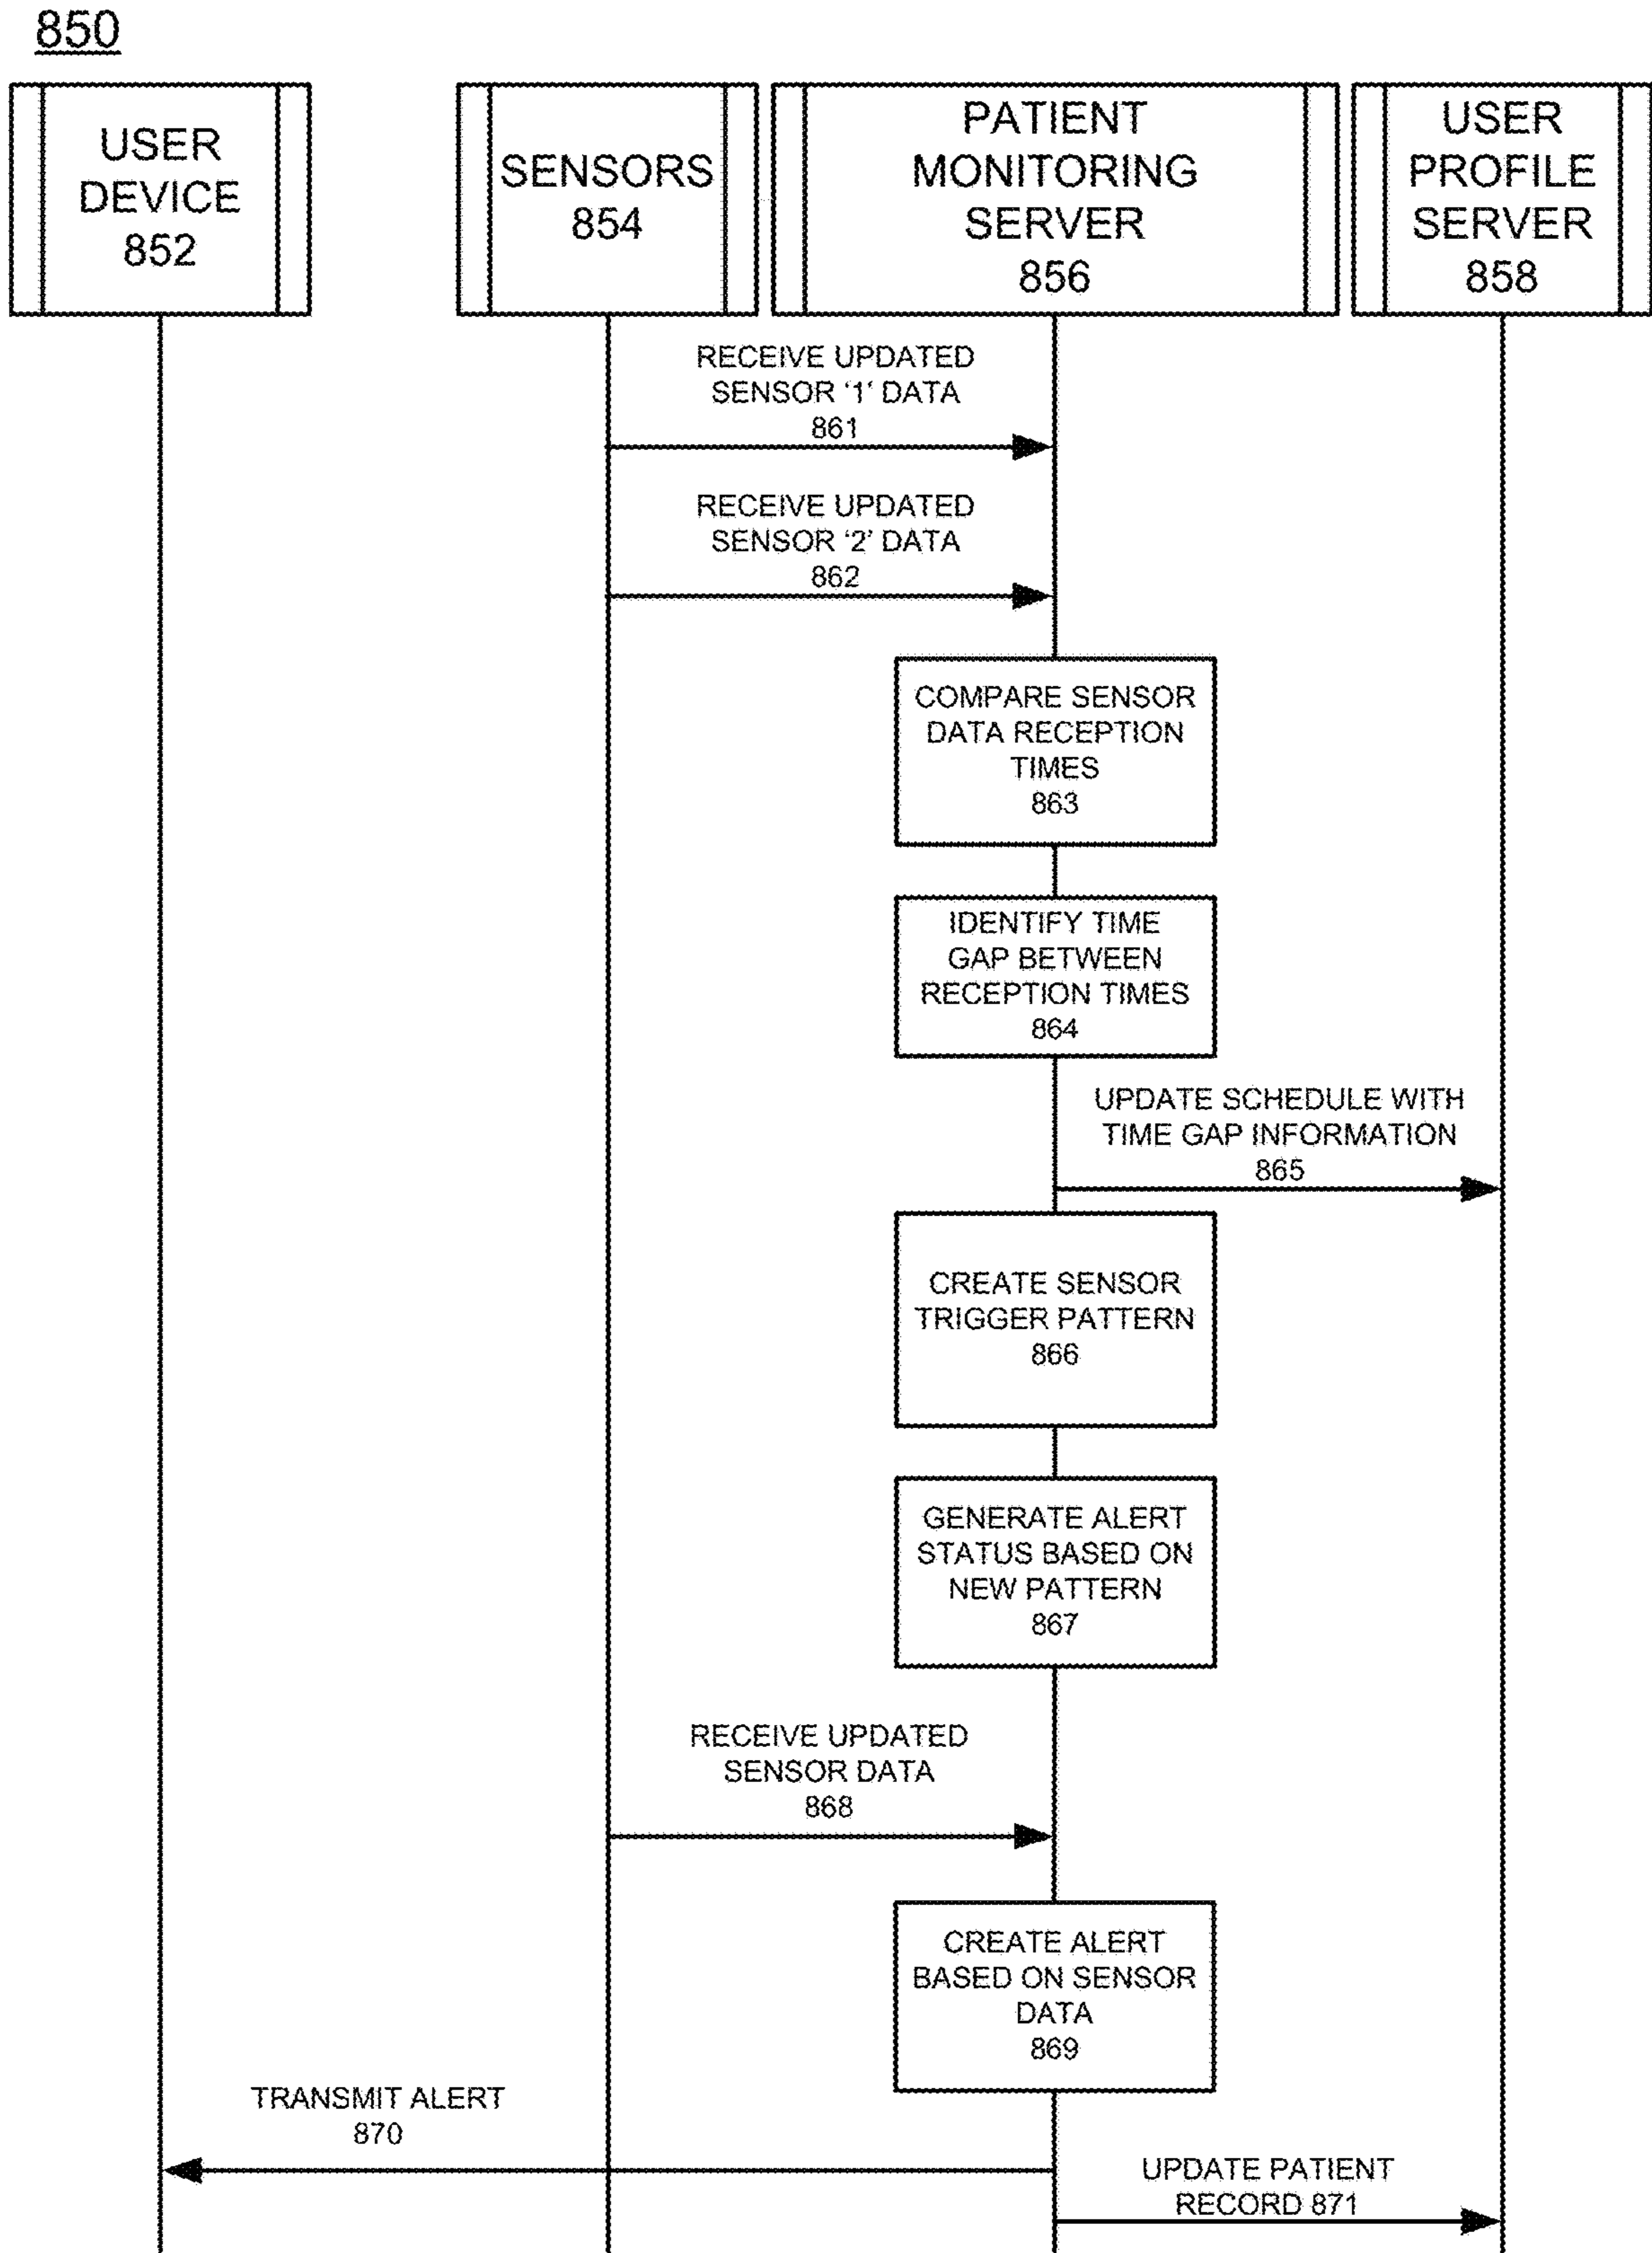 850
USER
DEVICE
852
SENSORS
854
PATIENT
MONITORING
SERVER
856
USER
PROFILE
SERVER
858
RECEIVE UPDATED
SENSOR ‘1’ DATA
861
RECEIVE UPDATED
SENSOR ‘2’ DATA
862
COMPARE SENSOR
DATA RECEPTION
TIMES
863
IDENTIFY TIME
GAP BETWEEN
RECEPTION TIMES
864
UPDATE SCHEDULE WITH
TIME GAP INFORMATION
865
CREATE SENSOR
TRIGGER PATTERN
866
GENERATE ALERT
STATUS BASED ON
NEW PATTERN
867
RECEIVE UPDATED
SENSOR DATA
868
CREATE ALERT
BASED ON SENSOR
DATA
869
TRANSMIT ALERT
870
UPDATE PATIENT
RECORD 871